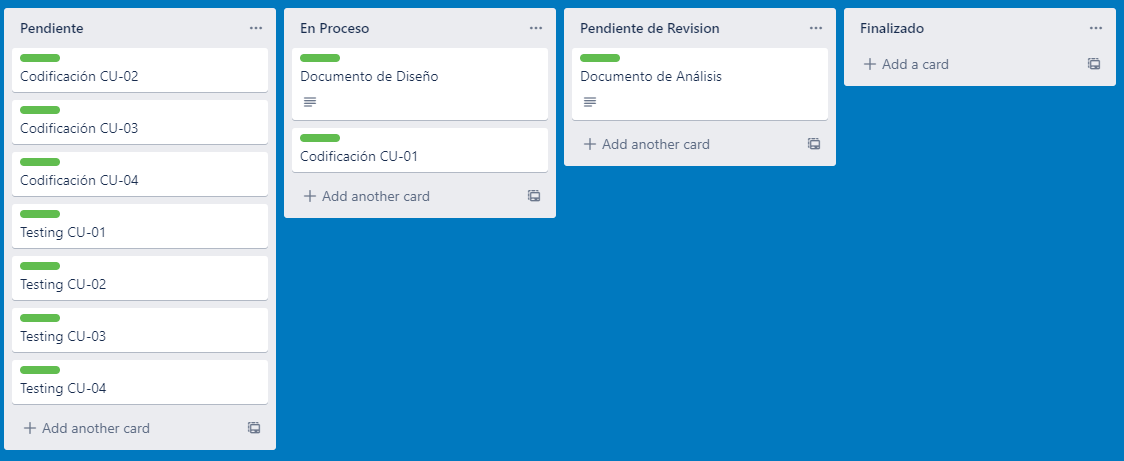 Pendiente
Codificación CU-02
Codificación CU-03
Codificación CU-04
Testing CU-01
Testing CU-02
Testing CU-03
Testing CU-04
+ Add another card
En Proceso
Documento de Diseño
Codificación CU-01
+ Add another card
Pendiente de Revision
Documento de Análisis
+ Add another card
Finalizado
+ Add a card